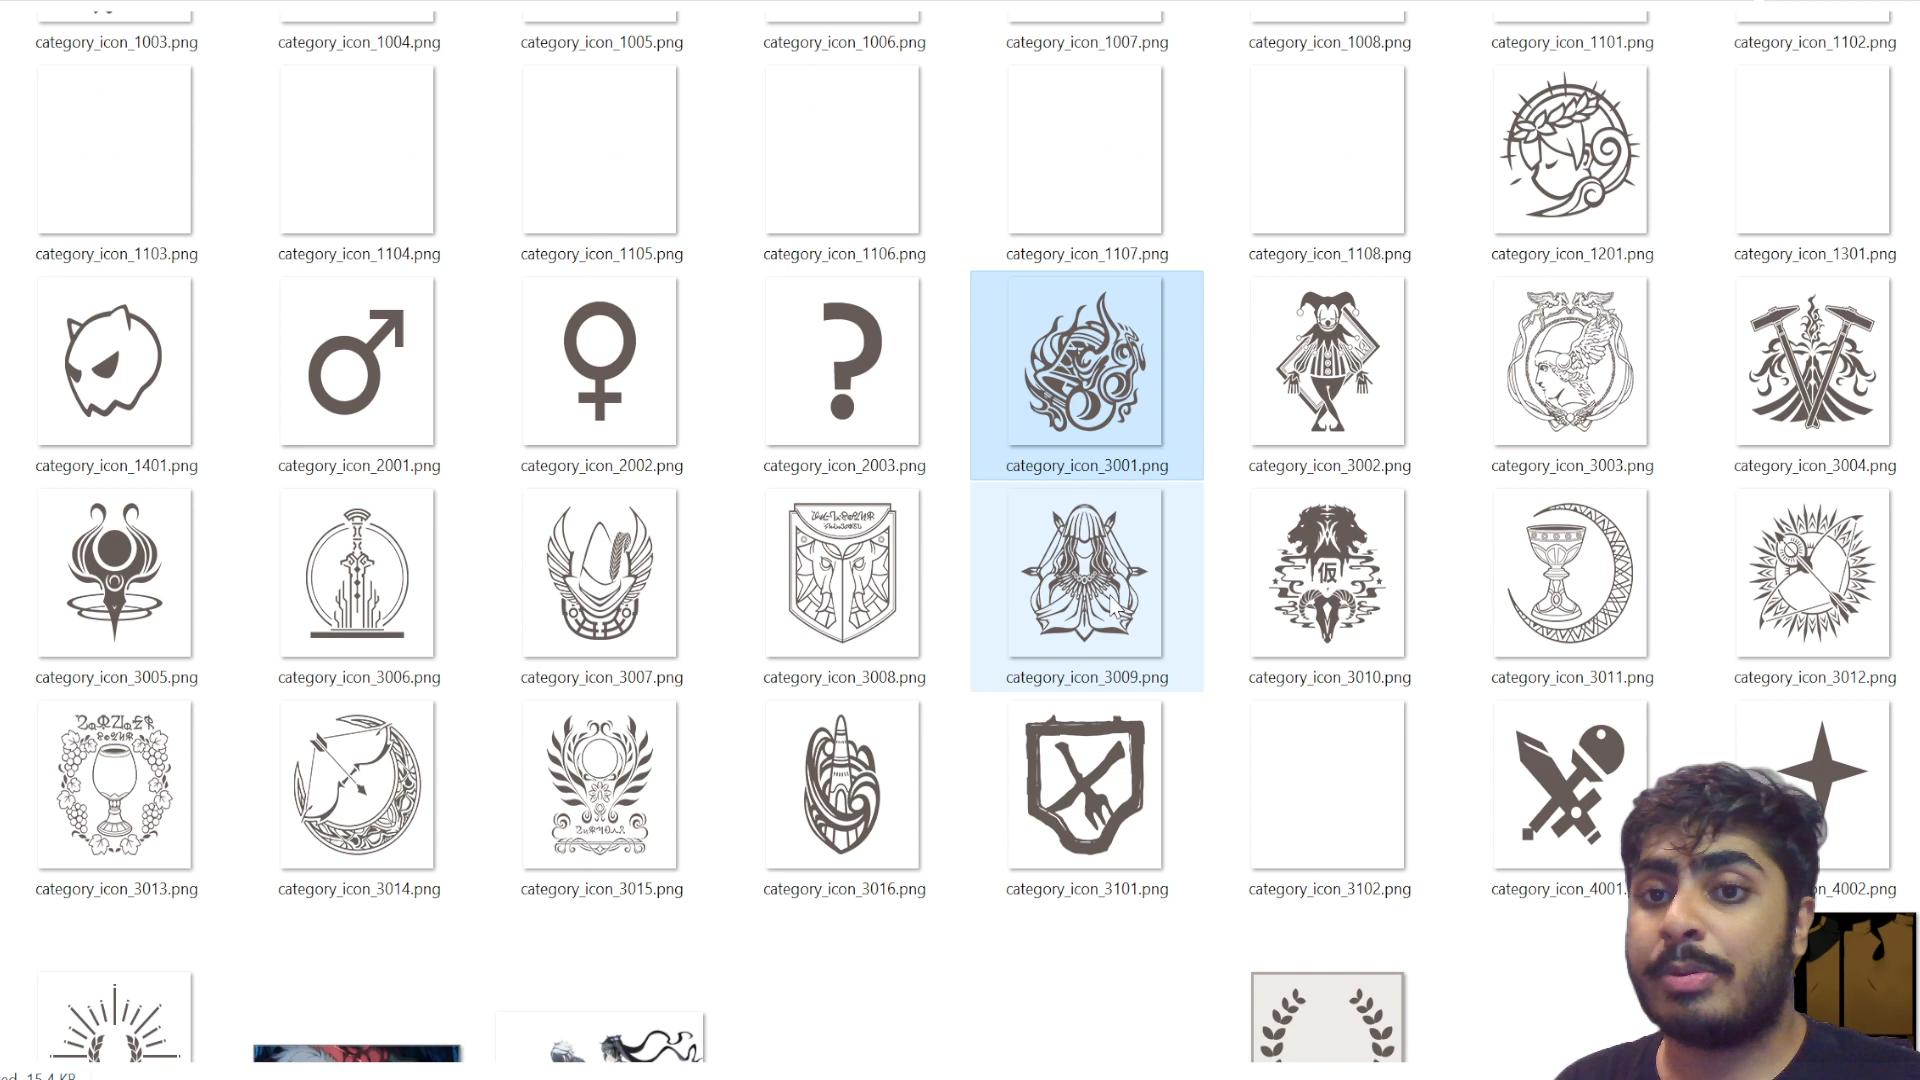 category_icon_1003.png
category_icon_1004.png
category_icon_1005.png
category_icon_1006.png
category_icon_1007.png
category_icon_1008.png
category_icon_1101.png
category_icon_1102.png
category_icon_1103.png
category_icon_1104.png
category_icon_1105.png
category_icon_1106.png
category_icon_1107.png
category_icon_1108.png
category_icon_1201.png
category_icon_1301.png
?
category_icon_1401.png
category_icon_2001.png
category_icon_2002.png
category_icon_2003.png
category_icon_3001.png
category_icon_3002.png
category_icon_3003.png
category_icon_3004.png
仮
category_icon_3005.png
category_icon_3006.png
category_icon_3007.png
category_icon_3008.png
category_icon_3009.png
category_icon_3010.png
category_icon_3011.png
category_icon_3012.png
category_icon_3013.png
category_icon_3014.png
category_icon_3015.png
category_icon_3016.png
category_icon_3101.png
category_icon_3102.png
category_icon_4001.
on_4002.png
15.4 KB